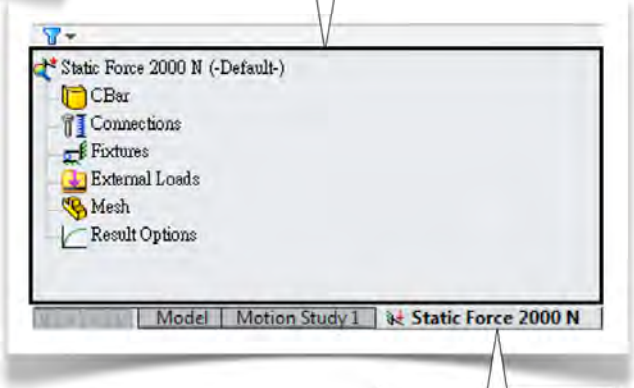 Static Force 2000 N (-Default-)
CBar
Connections
Fixtures
External Loads
Mesh
Result Options
Model Motion Study 1 Static Force 2000 N